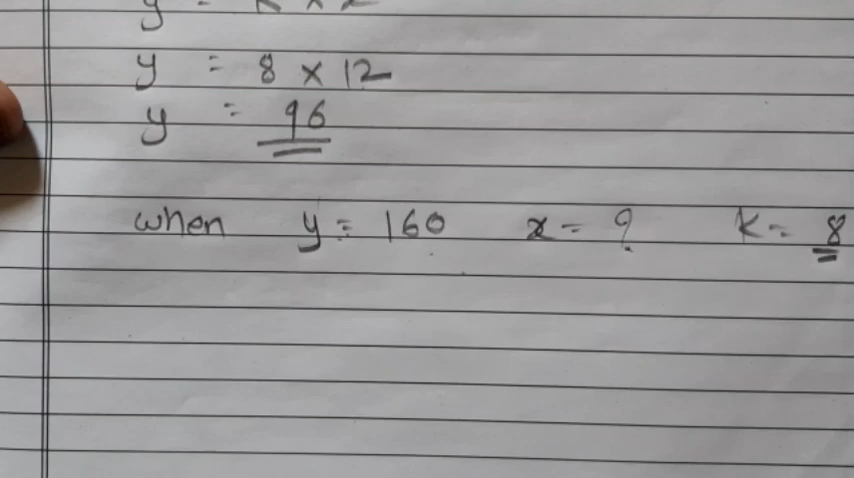 y = k × x
y = 8 × 12
y = 96
when y = 160 x = ? k = 8